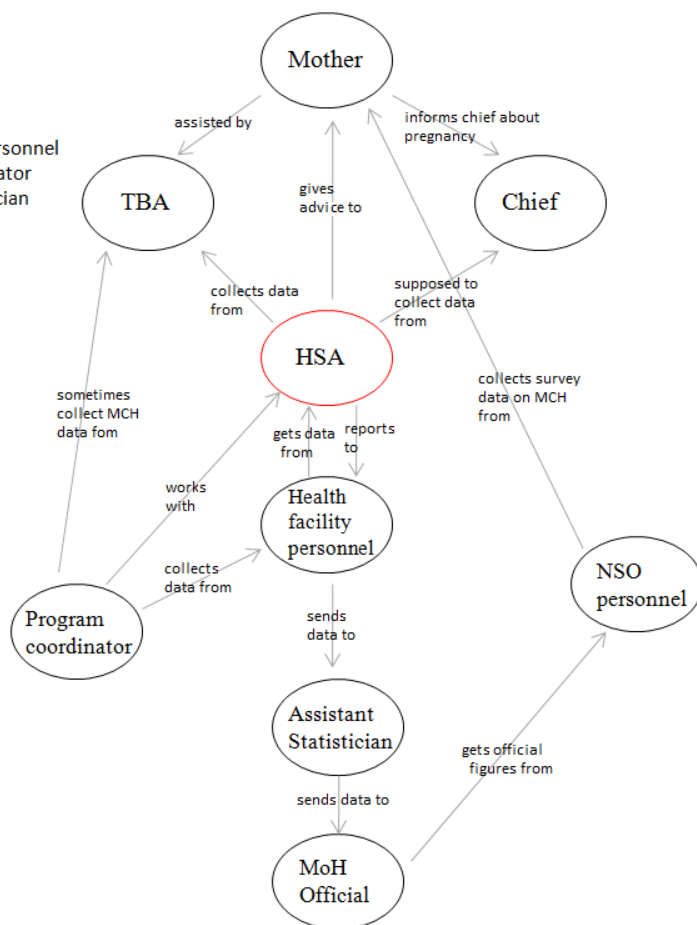 Mother
assisted by
informs chief about
pregnancy
rsonnel
ator
cian
TBA
gives
advice to
Chief
collects data
from
supposed to
collect data
from
HSA
sometimes
collect MCH
data fom
collects survey
data on MCH
from
gets data
from
reports
to
works
with
Health
facility
personnel
collects
data from
NSO
personnel
Program
coordinator
sends
data to
Assistant
Statistician
gets official
figures from
sends data to
MoH
Official